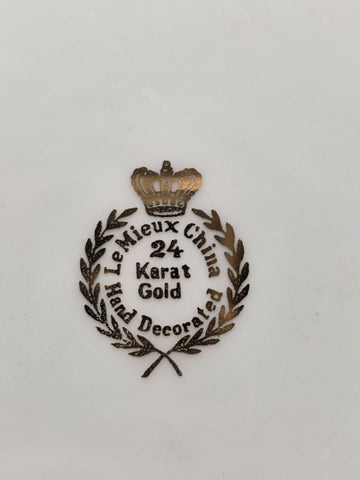 Le Mieux China
24
Karat
Gold
Hand Decorated